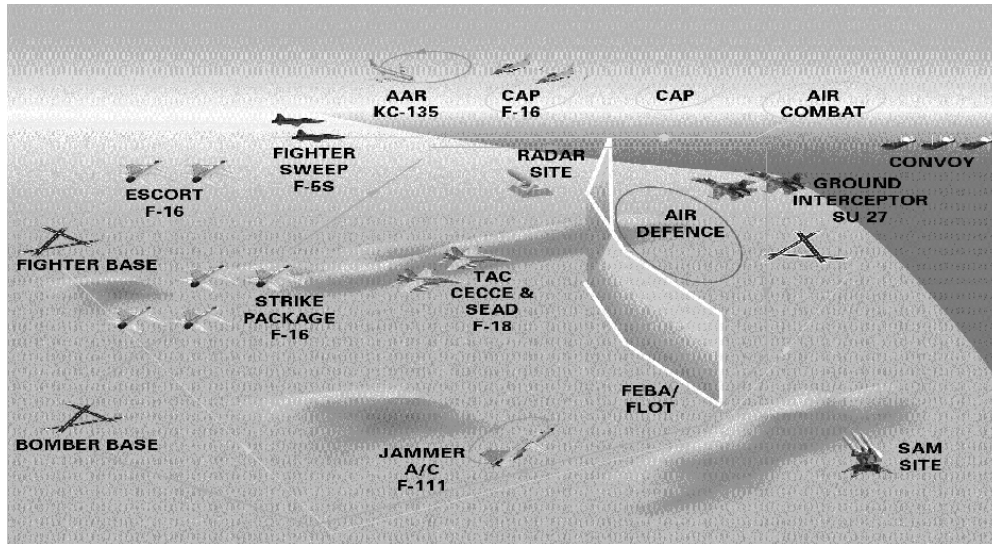 AAR
KC-135
CAP
F-16
CAP
AIR
COMBAT
FIGHTER
SWEEP
F-5S
RADAR
SITE
CONVOY
ESCORT
F-16
GROUND
INTERCEPTOR
SU 27
AIR
DEFENCE
FIGHTER BASE
STRIKE
PACKAGE
F-16
TAC
CECCE &
SEAD
F-18
FEBA/
FLOT
BOMBER BASE
JAMMER
A/C
F-111
SAM
SITE